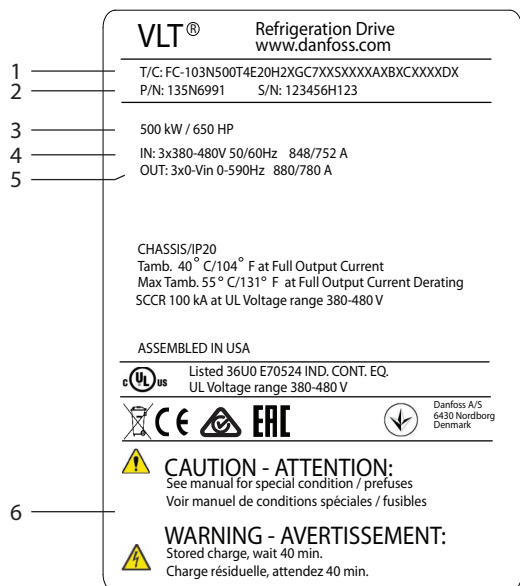 VLT® Refrigeration Drive
www.danfoss.com
1 T/C: FC-103N500T4E20H2XGC7XXSXXXXAXBXCXXXXDX
2 P/N: 135N6991 S/N: 123456H123
3 500 kW / 650 HP
4 IN: 3x380-480V 50/60Hz 848/752 A
5 OUT: 3x0-Vin 0-590Hz 880/780 A
CHASSIS/IP20
Tamb. 40° C/104° F at Full Output Current
Max Tamb. 55° C/131° F at Full Output Current Derating
SCCR 100 kA at UL Voltage range 380-480 V
ASSEMBLED IN USA
c UL us Listed 36U0 E70524 IND. CONT. EQ.
UL Voltage range 380-480 V
CE EAC
Danfoss A/S
6430 Nordborg
Denmark
CAUTION - ATTENTION:
See manual for special condition / prefuses
Voir manuel de conditions spéciales / fusibles
6
WARNING - AVERTISSEMENT:
Stored charge, wait 40 min.
Charge résiduelle, attendez 40 min.